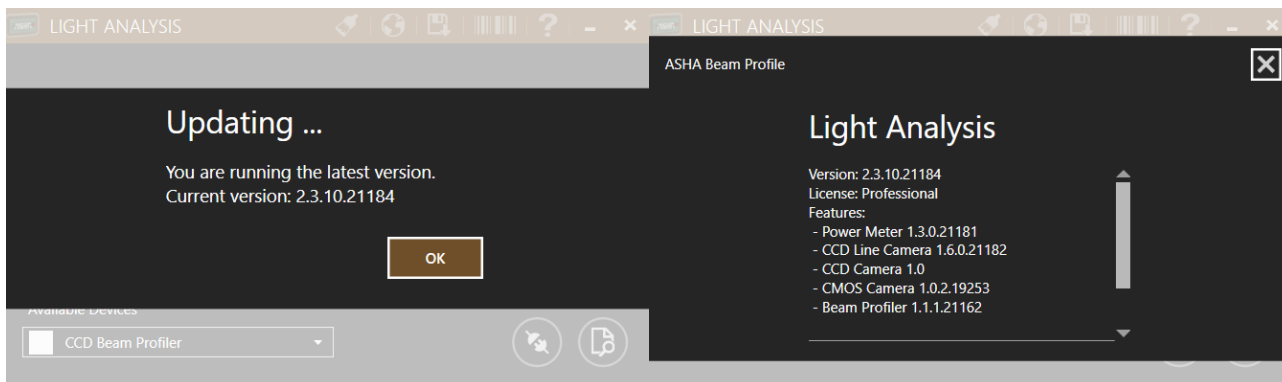 LIGHT ANALYSIS
?
Updating ...
You are running the latest version.
Current version: 2.3.10.21184
OK
Available Devices
CCD Beam Profiler
LIGHT ANALYSIS
?
ASHA Beam Profile
Light Analysis
Version: 2.3.10.21184
License: Professional
Features:
- Power Meter 1.3.0.21181
- CCD Line Camera 1.6.0.21182
- CCD Camera 1.0
- CMOS Camera 1.0.2.19253
- Beam Profiler 1.1.1.21162